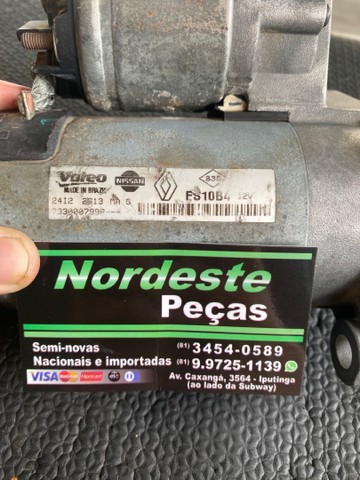 Valeo
MADE IN BRAZIL
NISSAN
ES10B4 12V
Nordeste
Peças
Semi-novas
Nacionais e importadas
(81) 3454-0589
(81) 9.9725-1139
Av. Caxangá, 3564 - Iputinga
(ao lado da Subway)
VISA